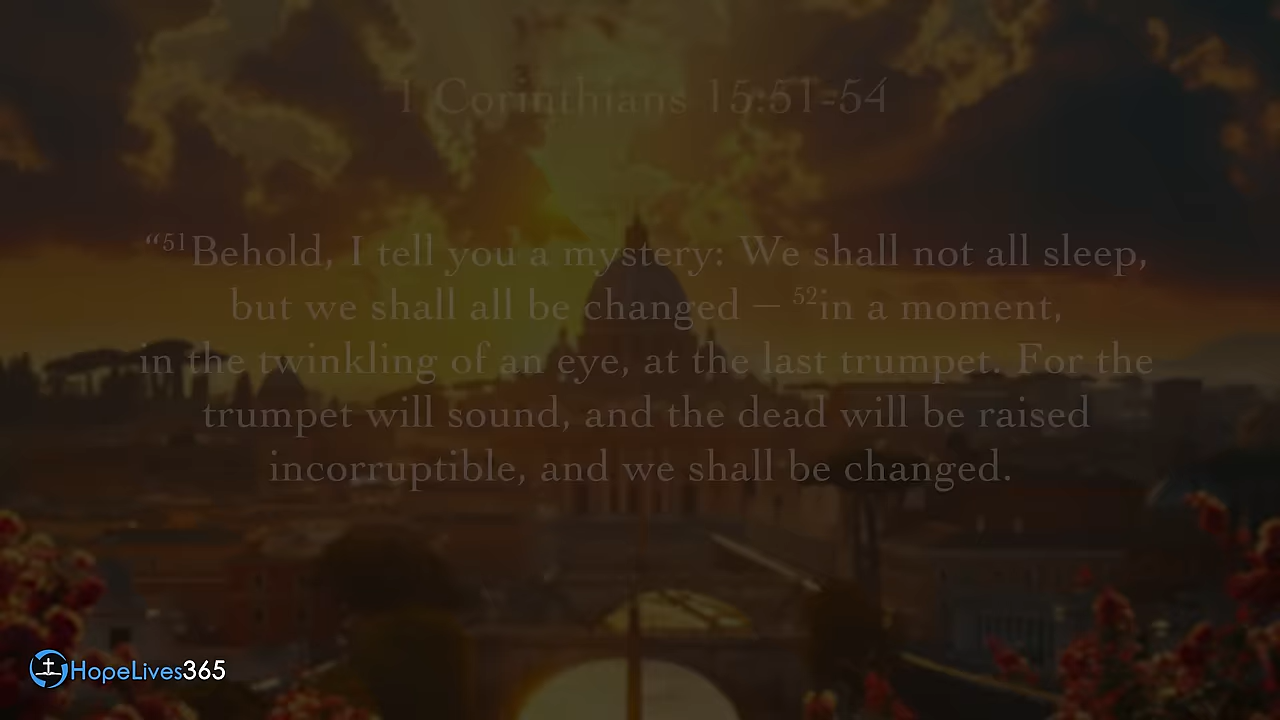 1 Corinthians 15:51-54
“⁵¹Behold, I tell you a mystery: We shall not all sleep,
but we shall all be changed – ⁵²in a moment,
in the twinkling of an eye, at the last trumpet. For the
trumpet will sound, and the dead will be raised
incorruptible, and we shall be changed.
HopeLives365